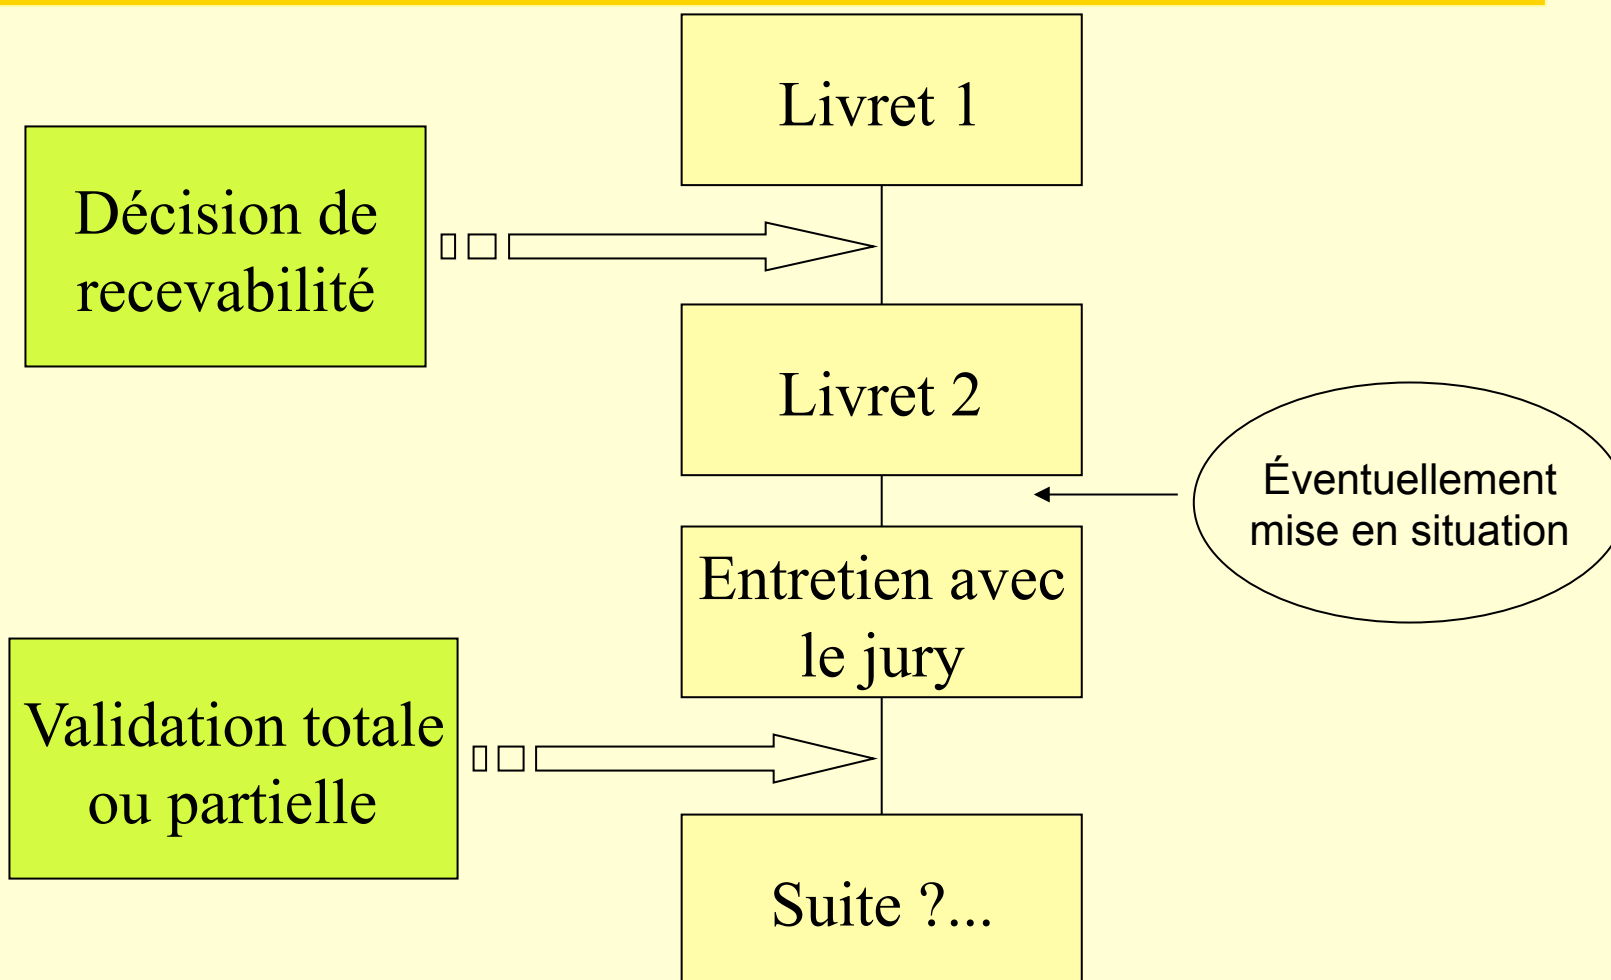 Livret 1
Décision de
recevabilité
Livret 2
Éventuellement
mise en situation
Entretien avec
le jury
Validation totale
ou partielle
Suite ?...